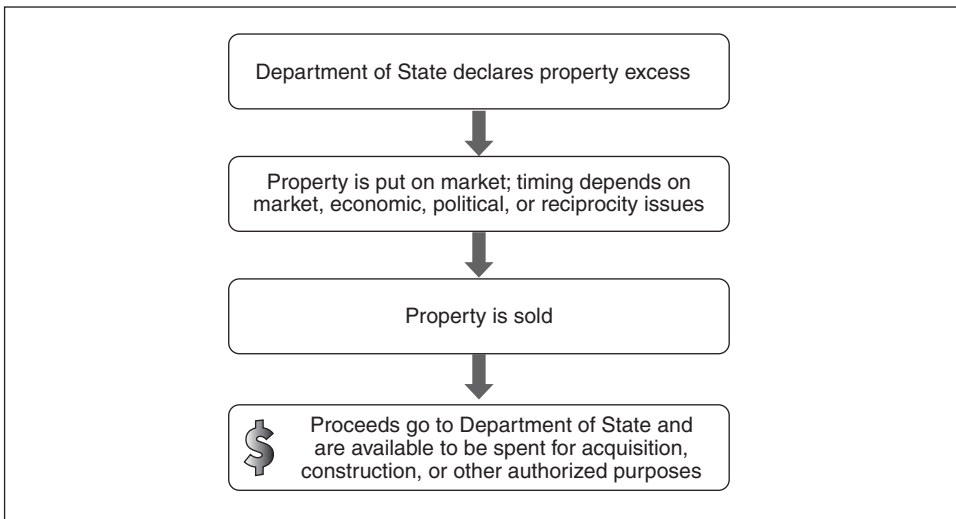 Department of State declares property excess
Property is put on market; timing depends on
market, economic, political, or reciprocity issues
Property is sold
$
Proceeds go to Department of State and
are available to be spent for acquisition,
construction, or other authorized purposes